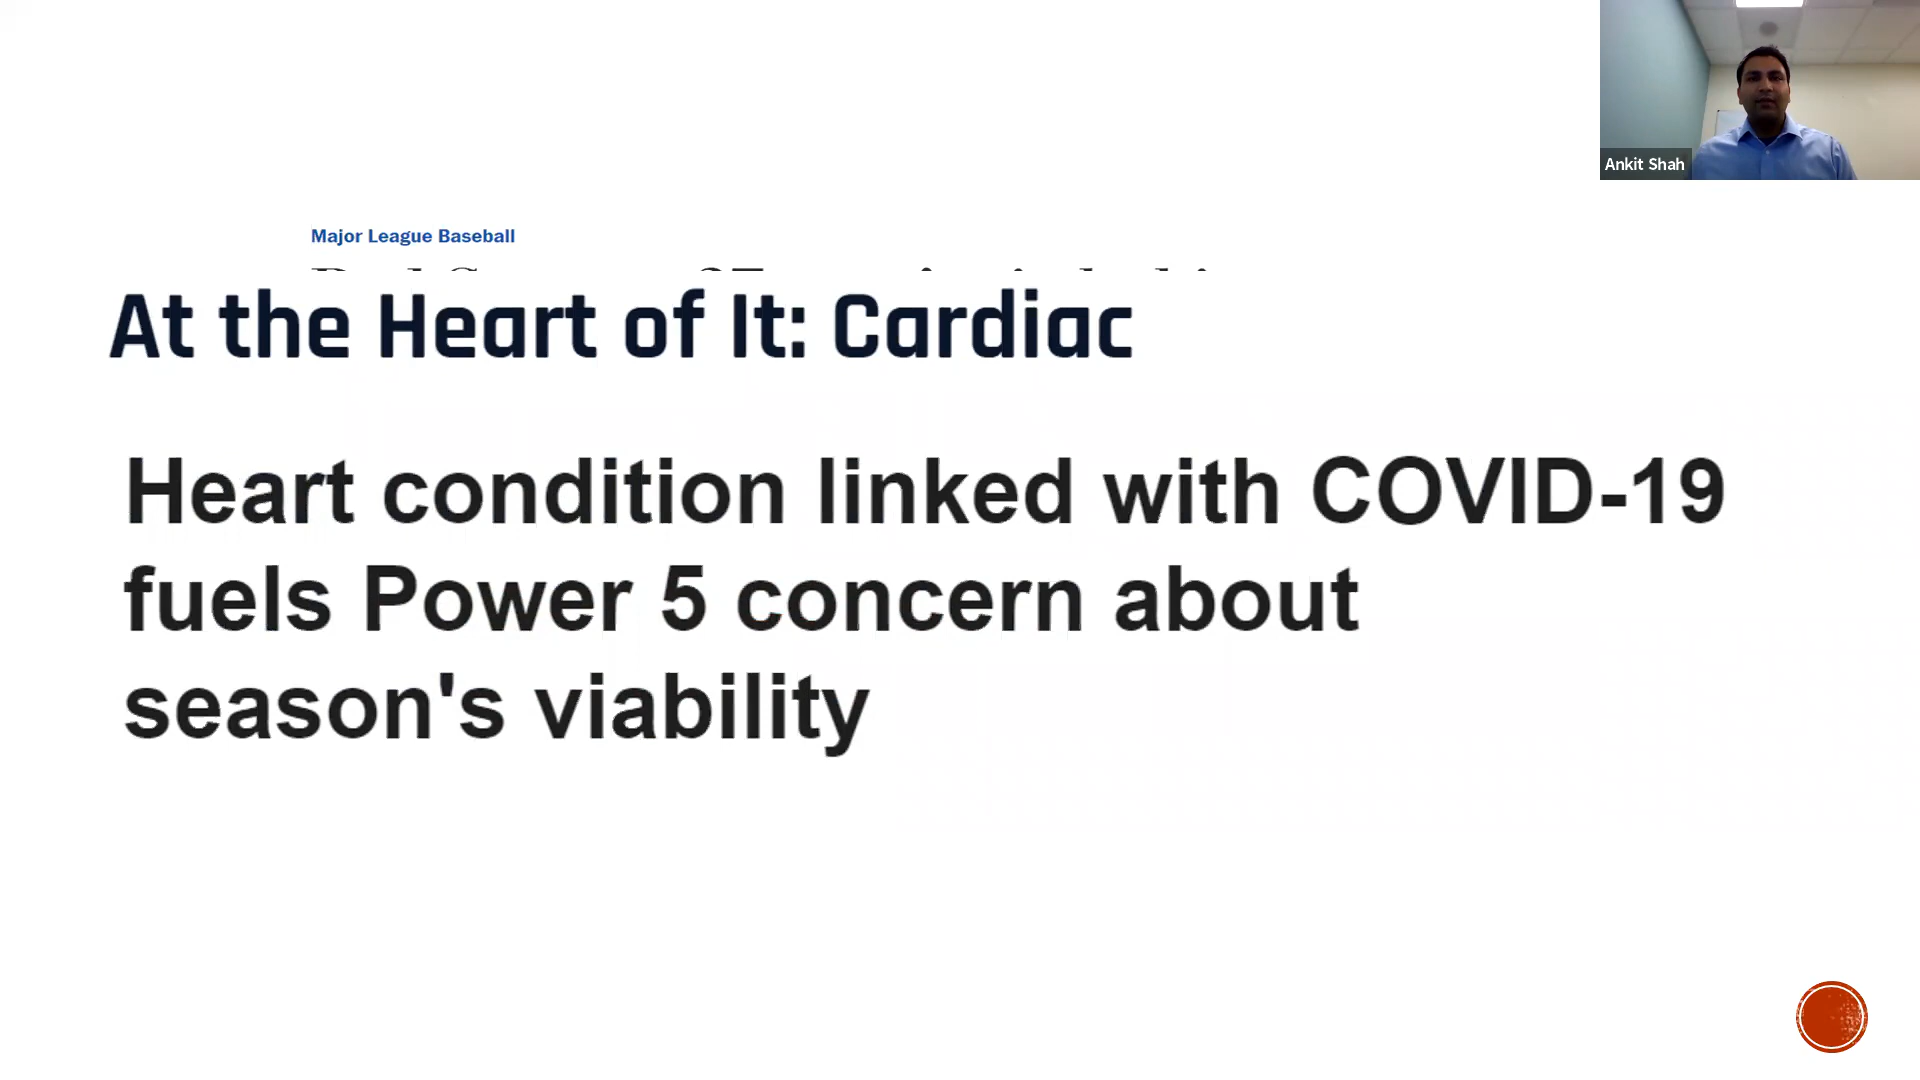 Ankit Shah
Major League Baseball
At the Heart of It: Cardiac
Heart condition linked with COVID-19
fuels Power 5 concern about
season's viability